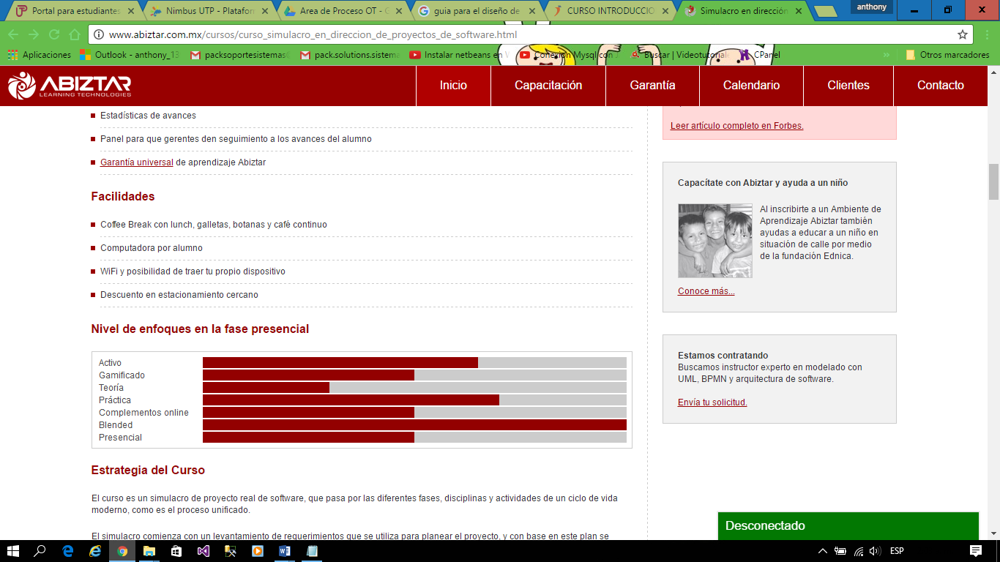 Portal para estudiantes
Nimbus UTP - Platafor
Area de Proceso OT - G
guia para el diseño de
CURSO INTRODUCCIO
Simulacro en dirección
anthony
www.abiztar.com.mx/cursos/curso_simulacro_en_direccion_de_proyectos_de_software.html
Aplicaciones
Outlook - anthony_13
packsoportesistemas@
pack.solutions.sistema
Instalar netbeans en W
Conexion Mysql con J
Buscar | Videotutoriale
CPanel
»
Otros marcadores
ABIZTAR
LEARNING TECHNOLOGIES
Inicio
Capacitación
Garantía
Calendario
Clientes
Contacto
Estadísticas de avances
Panel para que gerentes den seguimiento a los avances del alumno
Garantía universal de aprendizaje Abiztar
Facilidades
Coffee Break con lunch, galletas, botanas y café continuo
Computadora por alumno
WiFi y posibilidad de traer tu propio dispositivo
Descuento en estacionamiento cercano
Nivel de enfoques en la fase presencial
Activo
Gamificado
Teoría
Práctica
Complementos online
Blended
Presencial
Estrategia del Curso
El curso es un simulacro de proyecto real de software, que pasa por las diferentes fases, disciplinas y actividades de un ciclo de vida
moderno, como es el proceso unificado.
El simulacro comienza con un levantamiento de requerimientos que se utiliza para planear el proyecto, y con base en este plan se
Leer artículo completo en Forbes.
Capacítate con Abiztar y ayuda a un niño
Al inscribirte a un Ambiente de
Aprendizaje Abiztar también
ayudas a educar a un niño en
situación de calle por medio
de la fundación Ednica.
Conoce más...
Estamos contratando
Buscamos instructor experto en modelado con
UML, BPMN y arquitectura de software.
Envía tu solicitud.
Desconectado
ESP